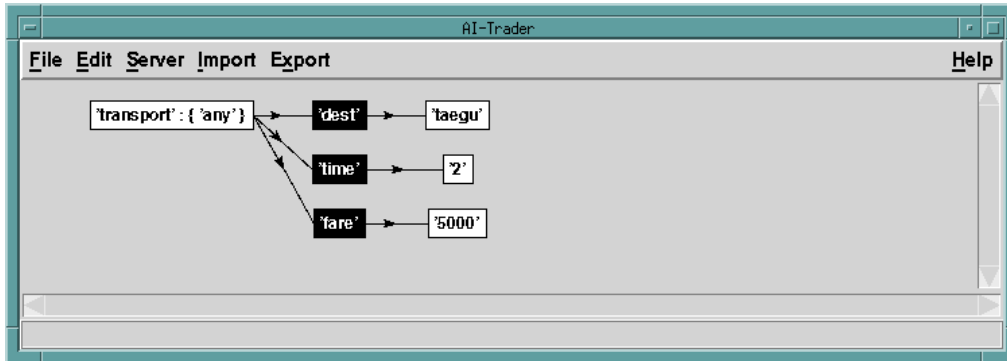 AI-Trader
File Edit Server Import Export Help
'transport' : { 'any' } 'dest' 'taegu'
'time' '2'
'fare' '5000'